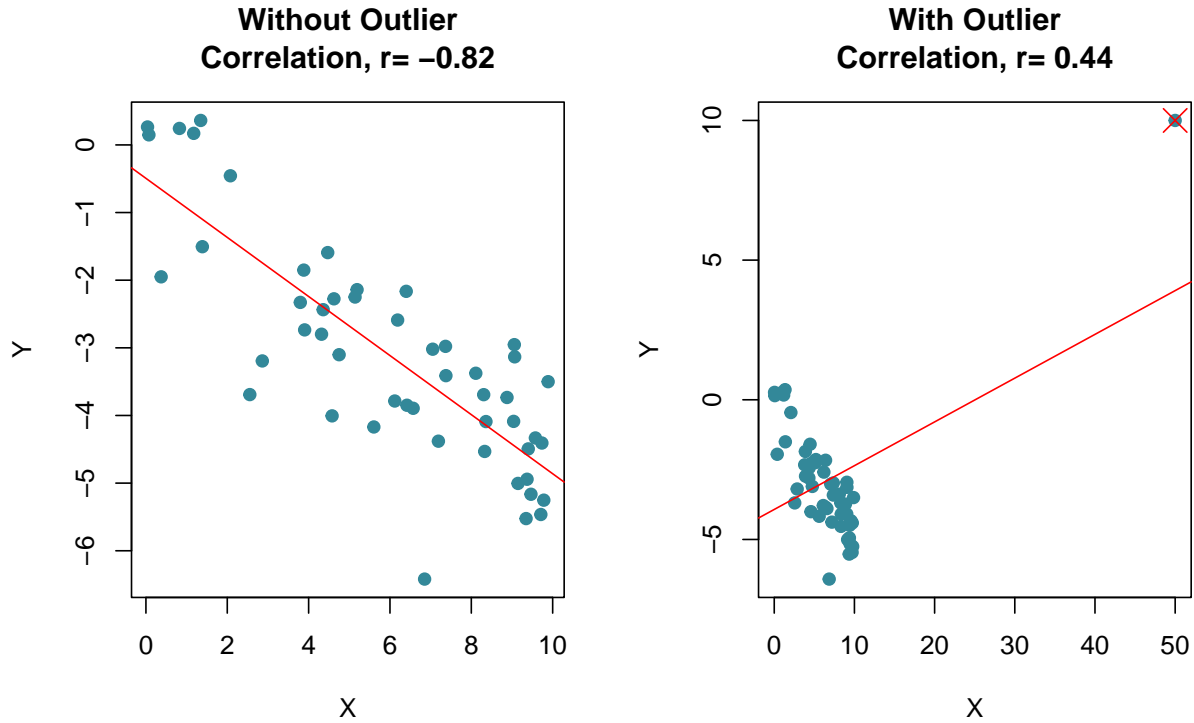 Without Outlier
Correlation, r= −0.82
0
−1
−2
−3
−4
−5
−6
Y
0 2 4 6 8 10
X
With Outlier
Correlation, r= 0.44
10
5
0
−5
Y
0 10 20 30 40 50
X